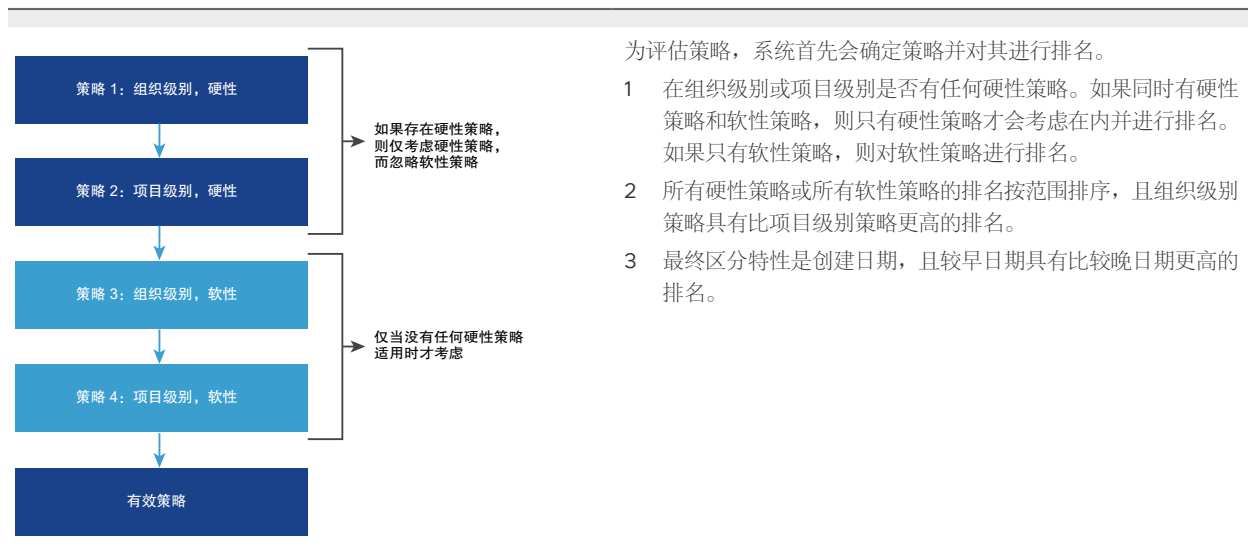 策略 1：组织级别，硬性
策略 2：项目级别，硬性
如果存在硬性策略，
则仅考虑硬性策略，
而忽略软性策略
策略 3：组织级别，软性
策略 4：项目级别，软性
仅当没有任何硬性策略
适用时才考虑
有效策略
为评估策略，系统首先会确定策略并对其进行排名。
1 在组织级别或项目级别是否有任何硬性策略。如果同时有硬性
策略和软性策略，则只有硬性策略才会考虑在内并进行排名。
如果只有软性策略，则对软性策略进行排名。
2 所有硬性策略或所有软性策略的排名按范围排序，且组织级别
策略具有比项目级别策略更高的排名。
3 最终区分特性是创建日期，且较早日期具有比较晚日期更高的
排名。